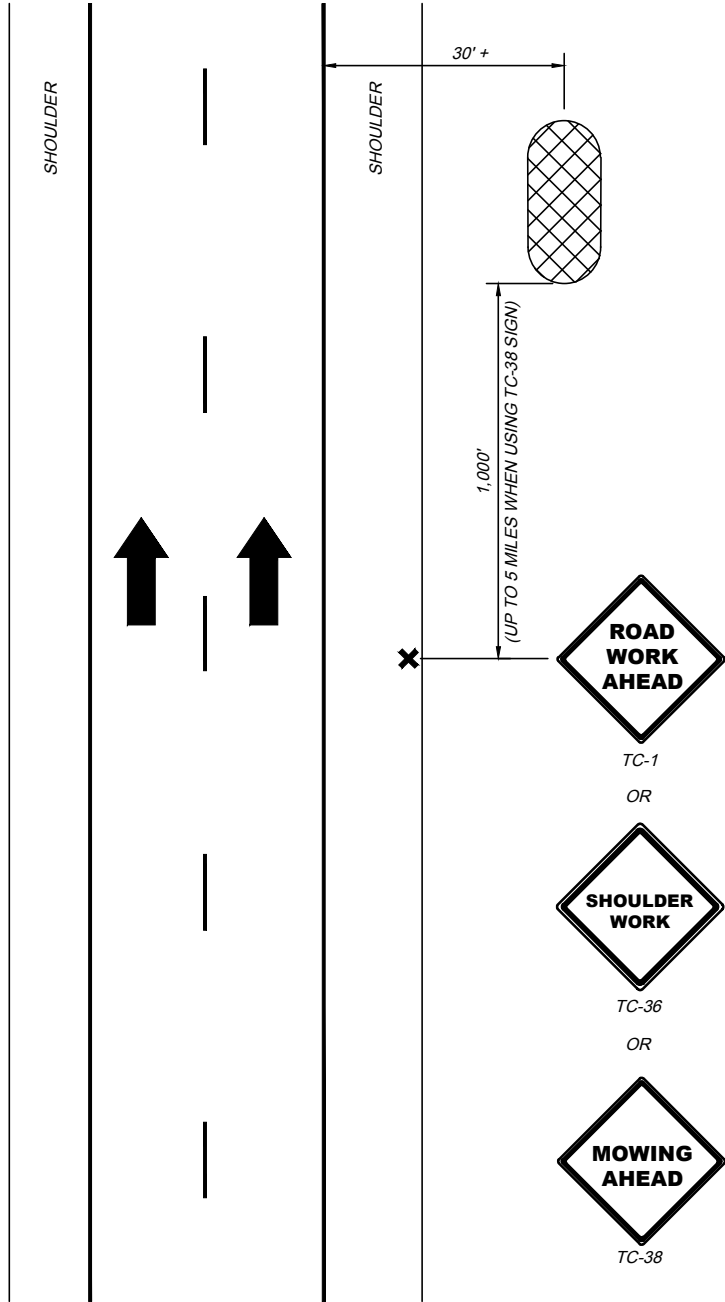 30' +
SHOULDER
SHOULDER
1,000'
(UP TO 5 MILES WHEN USING TC-38 SIGN)
ROAD
WORK
AHEAD
TC-1
OR
SHOULDER
WORK
TC-36
OR
MOWING
AHEAD
TC-38